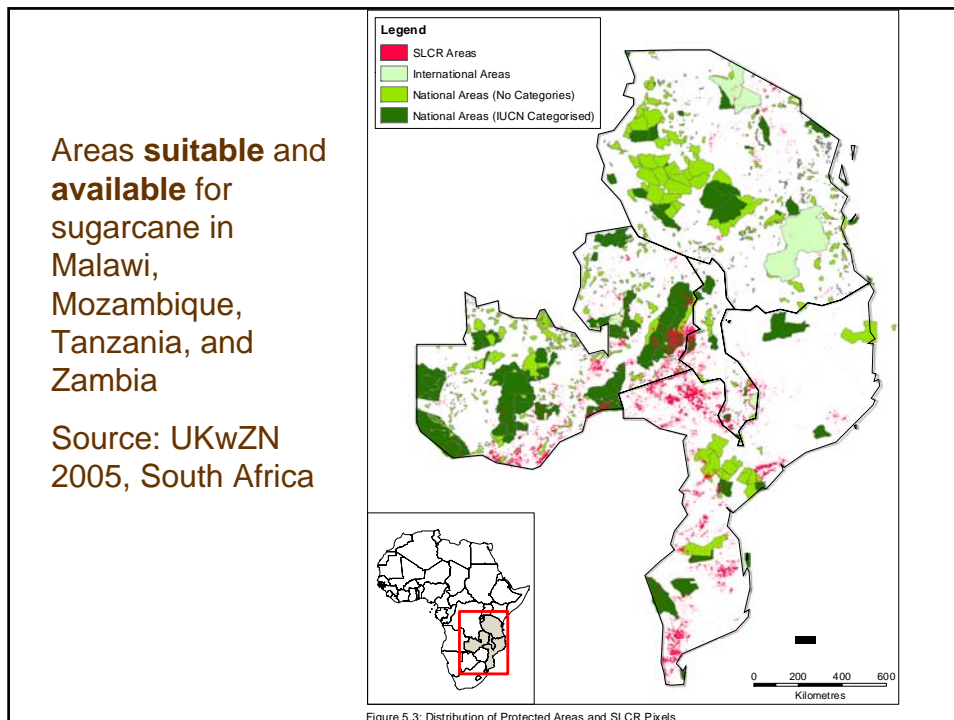 Areas suitable and
available for
sugarcane in
Malawi,
Mozambique,
Tanzania, and
Zambia
Source: UKwZN
2005, South Africa
Legend
SLCR Areas
International Areas
National Areas (No Categories)
National Areas (IUCN Categorised)
0 200 400 600
Kilometres
Figure 5.3: Distribution of Protected Areas and SLCR Pixels